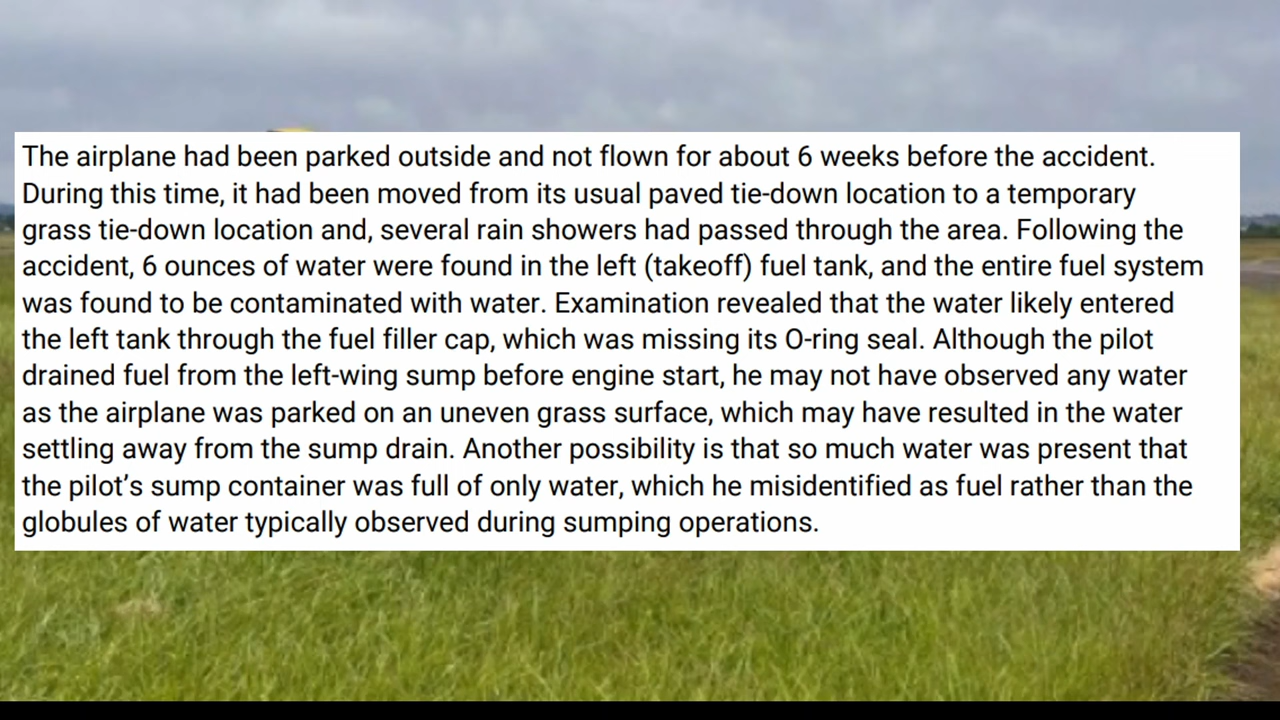 The airplane had been parked outside and not flown for about 6 weeks before the accident.
During this time, it had been moved from its usual paved tie-down location to a temporary
grass tie-down location and, several rain showers had passed through the area. Following the
accident, 6 ounces of water were found in the left (takeoff) fuel tank, and the entire fuel system
was found to be contaminated with water. Examination revealed that the water likely entered
the left tank through the fuel filler cap, which was missing its O-ring seal. Although the pilot
drained fuel from the left-wing sump before engine start, he may not have observed any water
as the airplane was parked on an uneven grass surface, which may have resulted in the water
settling away from the sump drain. Another possibility is that so much water was present that
the pilot’s sump container was full of only water, which he misidentified as fuel rather than the
globules of water typically observed during sumping operations.